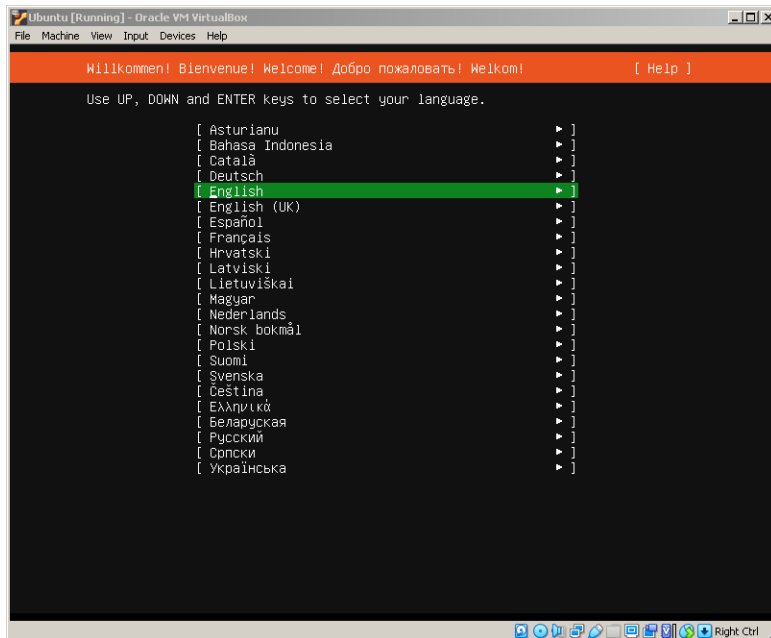 Ubuntu [Running] - Oracle VM VirtualBox
File Machine View Input Devices Help
Willkommen! Bienvenue! Welcome! Добро пожаловать! Welkom! [ Help ]
Use UP, DOWN and ENTER keys to select your language.
[ Asturianu ► ]
[ Bahasa Indonesia ► ]
[ Català ► ]
[ Deutsch ► ]
[ English ► ]
[ English (UK) ► ]
[ Español ► ]
[ Français ► ]
[ Hrvatski ► ]
[ Latviski ► ]
[ Lietuviškai ► ]
[ Magyar ► ]
[ Nederlands ► ]
[ Norsk bokmål ► ]
[ Polski ► ]
[ Suomi ► ]
[ Svenska ► ]
[ Čeština ► ]
[ Ελληνικά ► ]
[ Беларуская ► ]
[ Русский ► ]
[ Српски ► ]
[ Українська ► ]
Right Ctrl